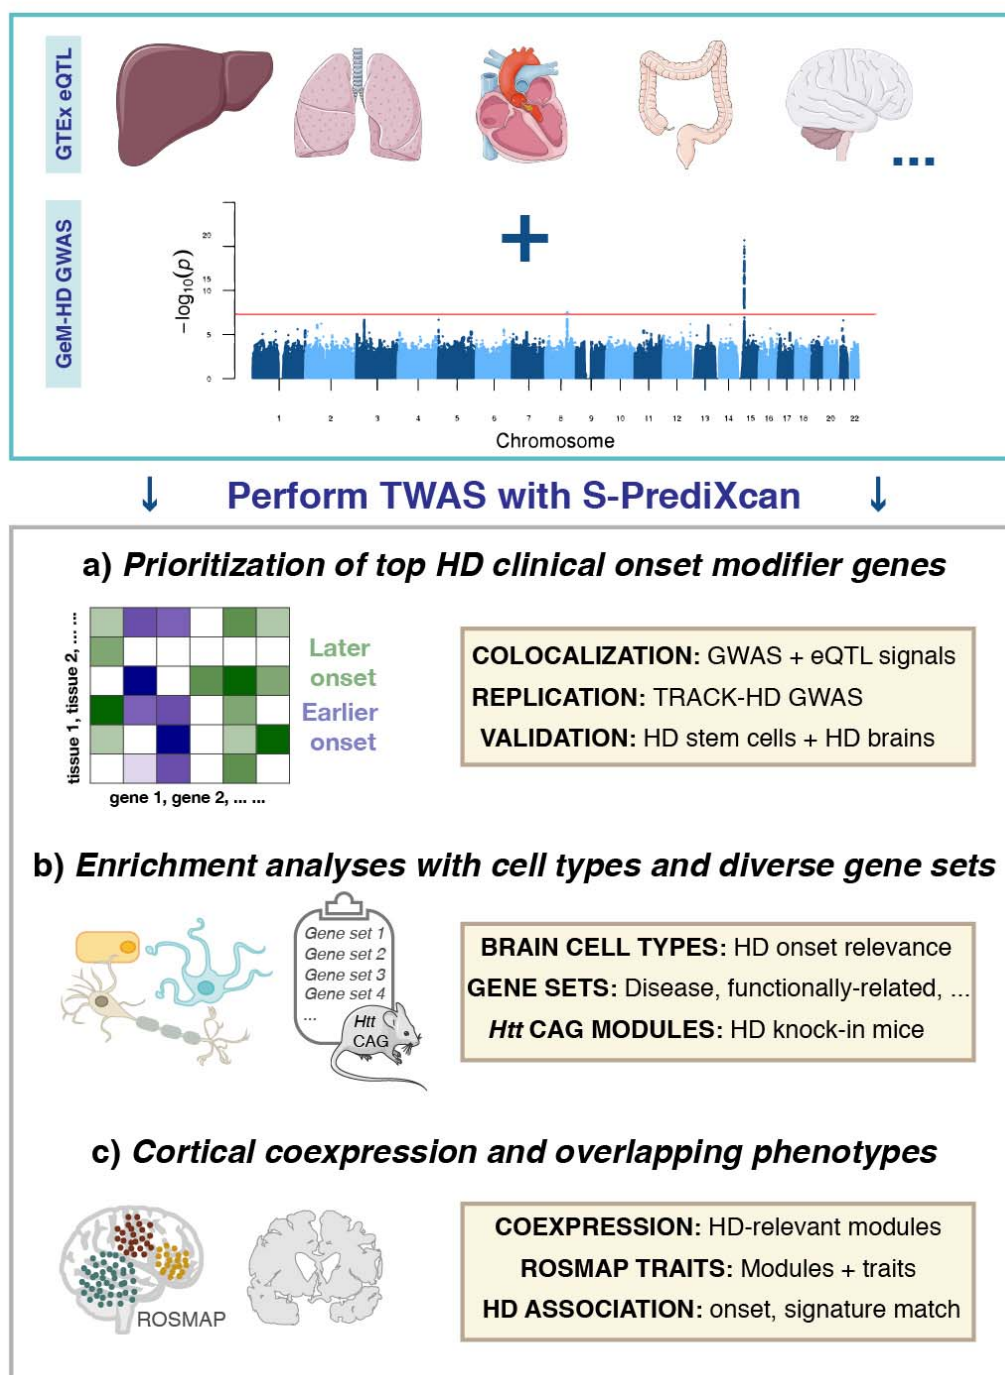 GTEx eQTL
...
GeM-HD GWAS
+
−log10(p)
20
15
10
5
0
1 2 3 4 5 6 7 8 9 10 11 12 13 14 15 16 17 18 20 22
Chromosome
↓ Perform TWAS with S-PrediXcan ↓
a) Prioritization of top HD clinical onset modifier genes
tissue 1, tissue 2, ... ...
Later
onset
Earlier
onset
gene 1, gene 2, ... ...
COLOCALIZATION: GWAS + eQTL signals
REPLICATION: TRACK-HD GWAS
VALIDATION: HD stem cells + HD brains
b) Enrichment analyses with cell types and diverse gene sets
Gene set 1
Gene set 2
Gene set 3
Gene set 4
...
Htt
CAG
BRAIN CELL TYPES: HD onset relevance
GENE SETS: Disease, functionally-related, ...
Htt CAG MODULES: HD knock-in mice
c) Cortical coexpression and overlapping phenotypes
ROSMAP
COEXPRESSION: HD-relevant modules
ROSMAP TRAITS: Modules + traits
HD ASSOCIATION: onset, signature match